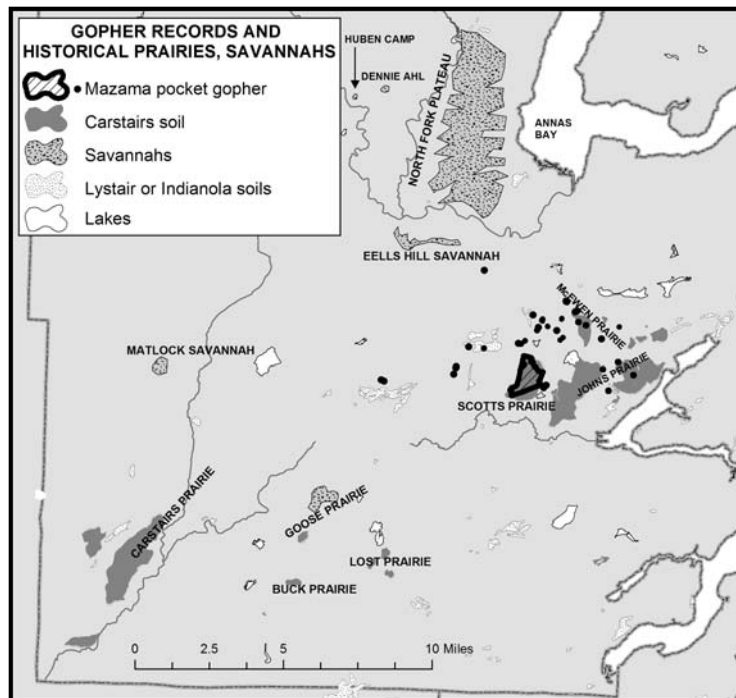 GOPHER RECORDS AND
HISTORICAL PRAIRIES, SAVANNAHS
Mazama pocket gopher
Carstairs soil
Savannahs
Lystair or Indianola soils
Lakes
HUBEN CAMP
DENNIE AHL
NORTH FORK PLATEAU
ANNAS
BAY
EELLS HILL SAVANNAH
McEWEN PRAIRIE
MATLOCK SAVANNAH
JOHNS PRAIRIE
SCOTTS PRAIRIE
CARSTAIRS PRAIRIE
GOOSE PRAIRIE
LOST PRAIRIE
BUCK PRAIRIE
0 2.5 5 10 Miles